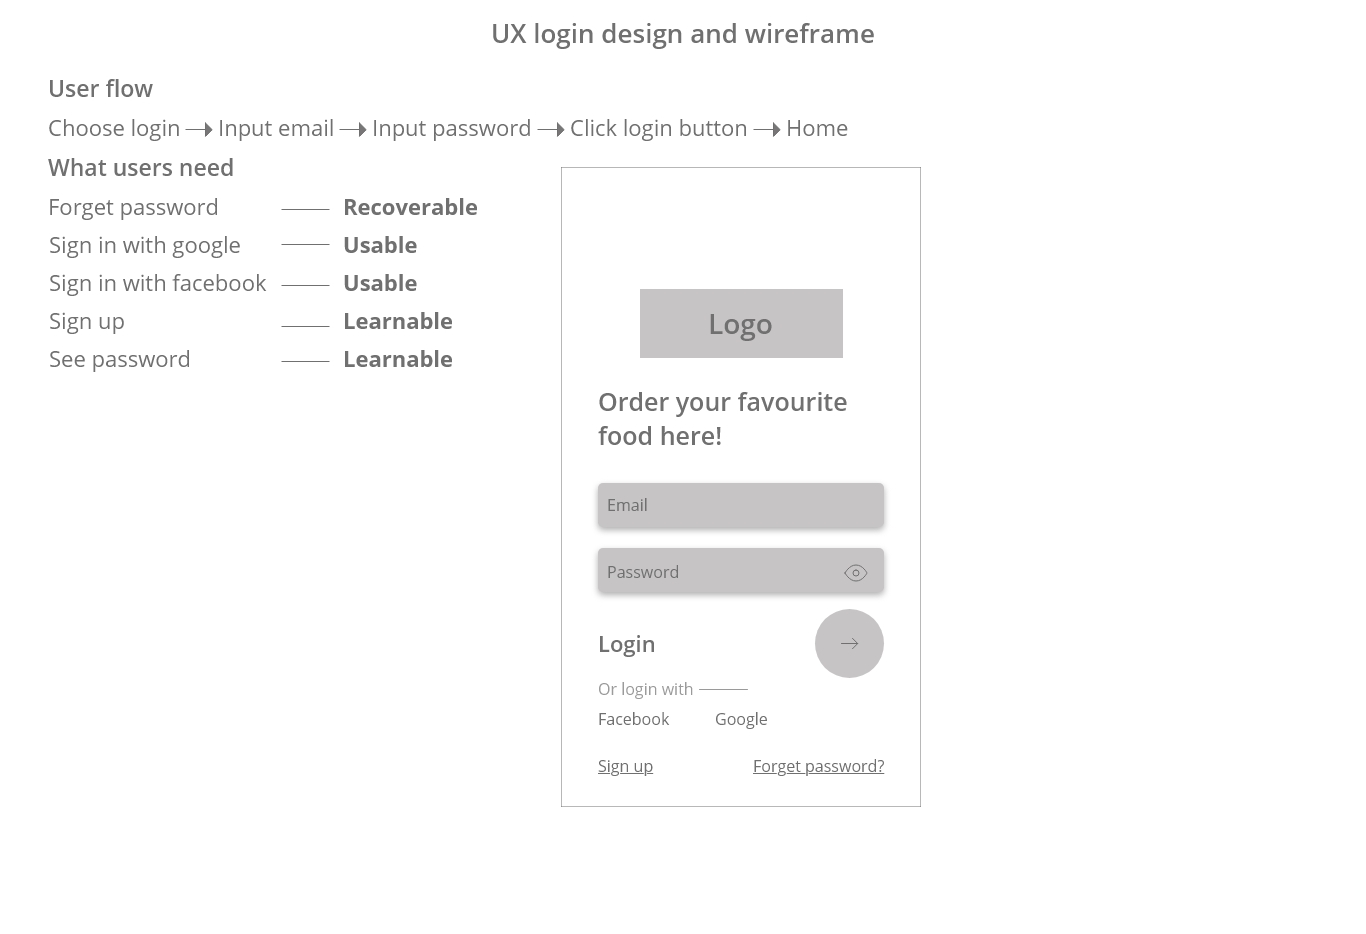 UX login design and wireframe
User flow
Choose login Input email Input password Click login button Home
What users need
Forget password Recoverable
Sign in with google Usable
Sign in with facebook Usable
Sign up Learnable
See password Learnable
Logo
Order your favourite
food here!
Email
Password
Login
Or login with
Facebook Google
Sign up Forget password?